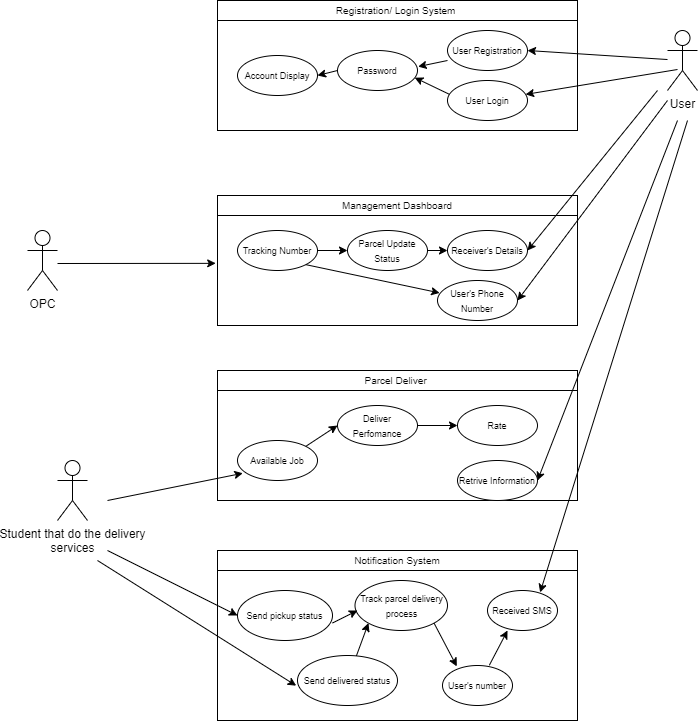 Registration/ Login System
User Registration
Password
Account Display
User Login
User
Management Dashboard
Tracking Number
Parcel Update
Status
Receiver's Details
User's Phone
Number
OPC
Parcel Deliver
Deliver
Perfomance
Rate
Available Job
Retrive Information
Student that do the delivery
services
Notification System
Track parcel delivery
process
Send pickup status
Received SMS
Send delivered status
User's number